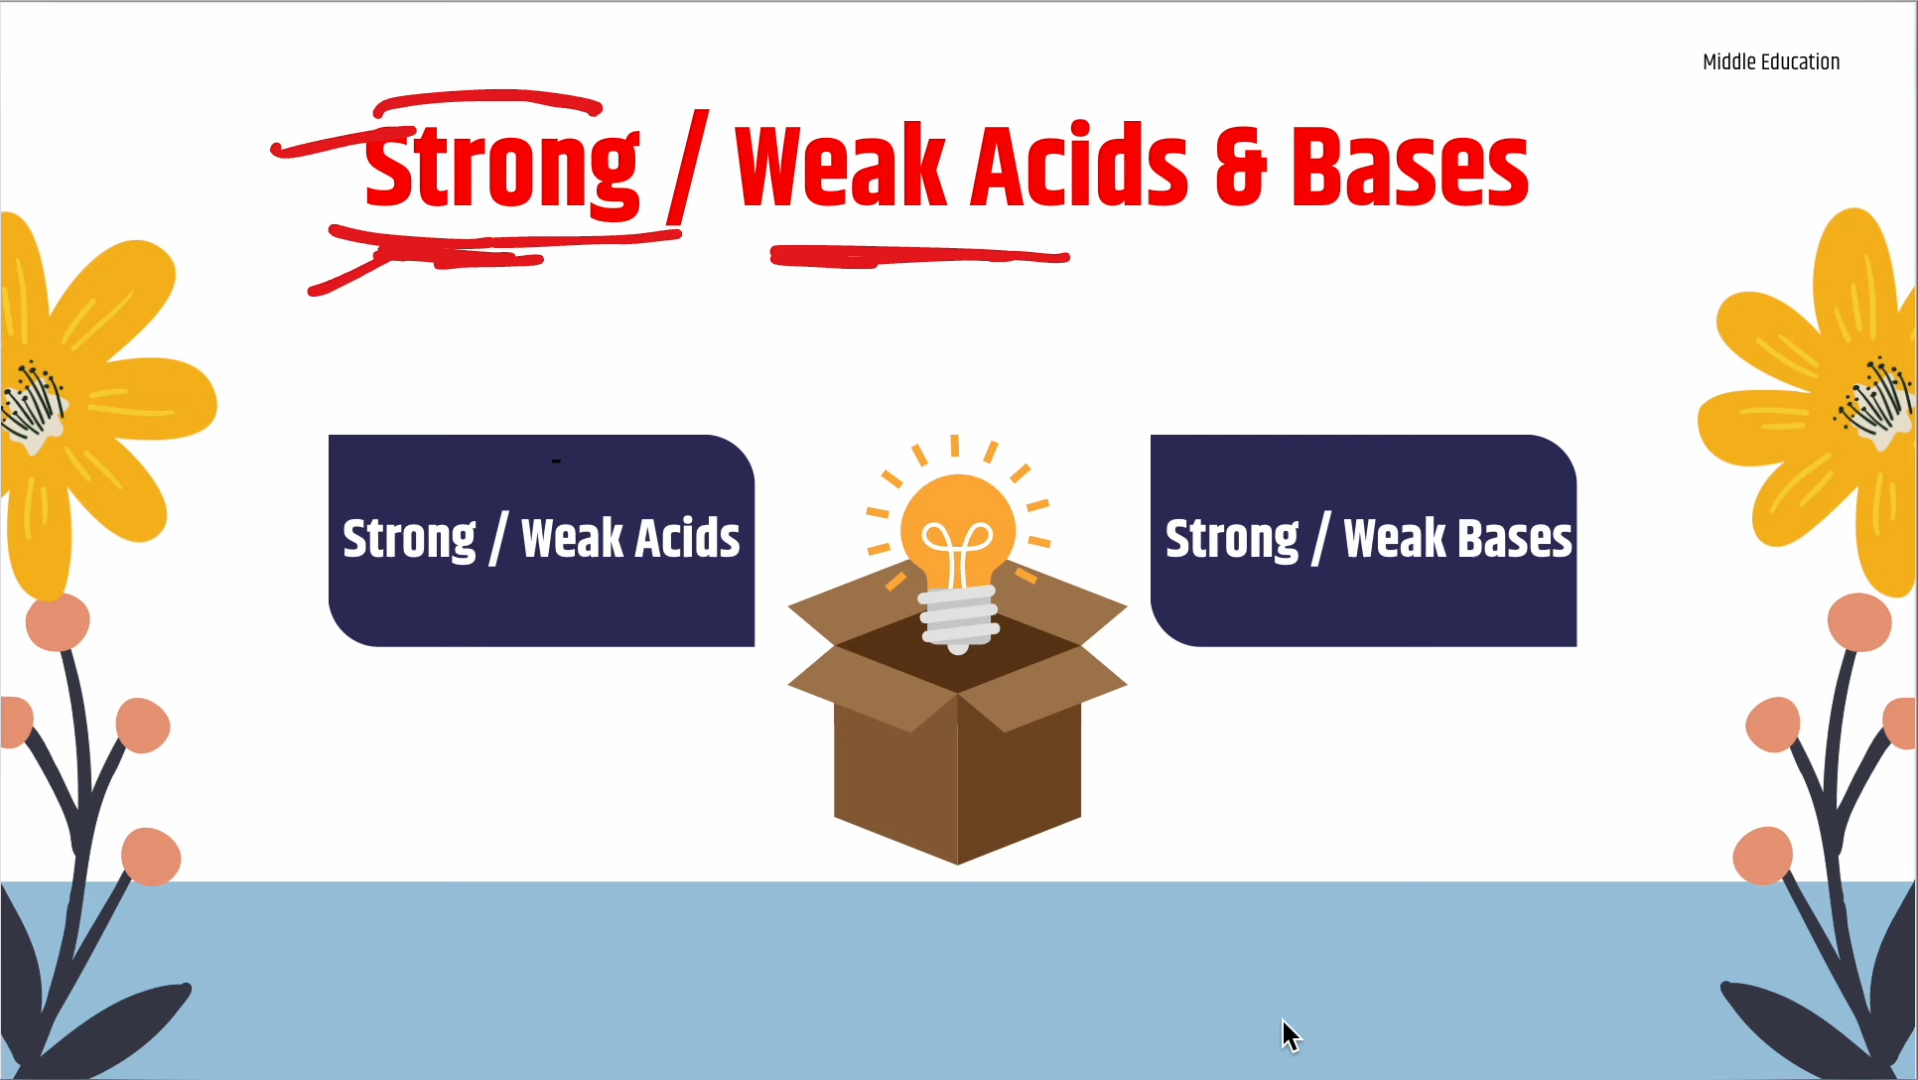 Middle Education
Strong / Weak Acids & Bases
Strong / Weak Acids
Strong / Weak Bases